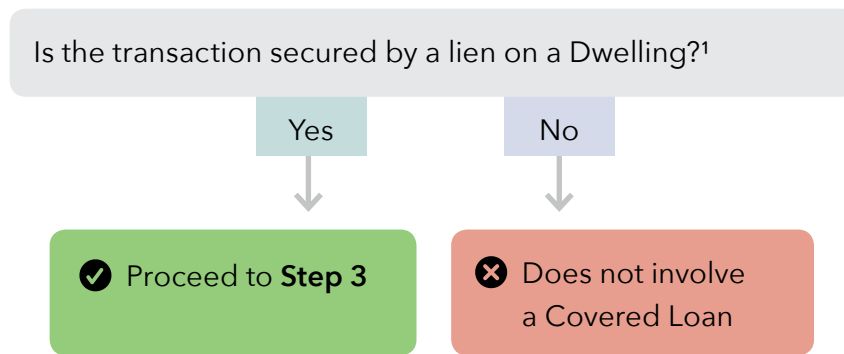 Is the transaction secured by a lien on a Dwelling?¹
Yes
No
Proceed to Step 3
Does not involve
a Covered Loan